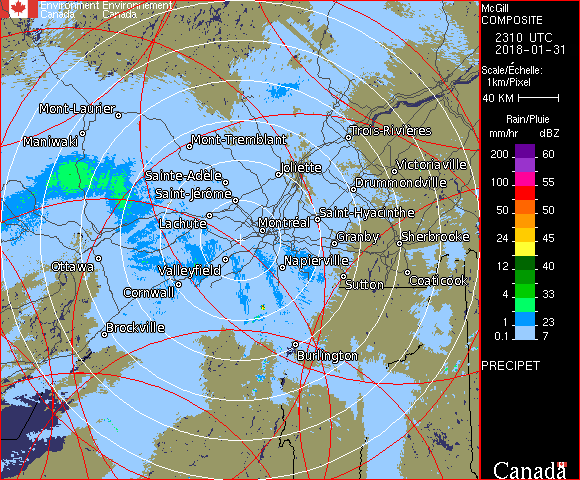 Environment Environnement
Canada Canada
McGill
COMPOSITE
2310 UTC
2018-01-31
Scale/Échelle:
1km/Pixel
40 KM
Rain/Pluie
mm/hr dBZ
200 60
100 55
50 50
24 45
12 40
4 33
1 23
0.1 7
PRECIPET
Canada
Mont-Laurier
Maniwaki
Mont-Tremblant
Trois-Rivières
Joliette
Victoriaville
Sainte-Adèle
Drummondville
Saint-Jérôme
Lachute
Saint-Hyacinthe
Montréal
Granby
Sherbrooke
Ottawa
Valleyfield
Napierville
Sutton
Coaticook
Cornwall
Brockville
Burlington